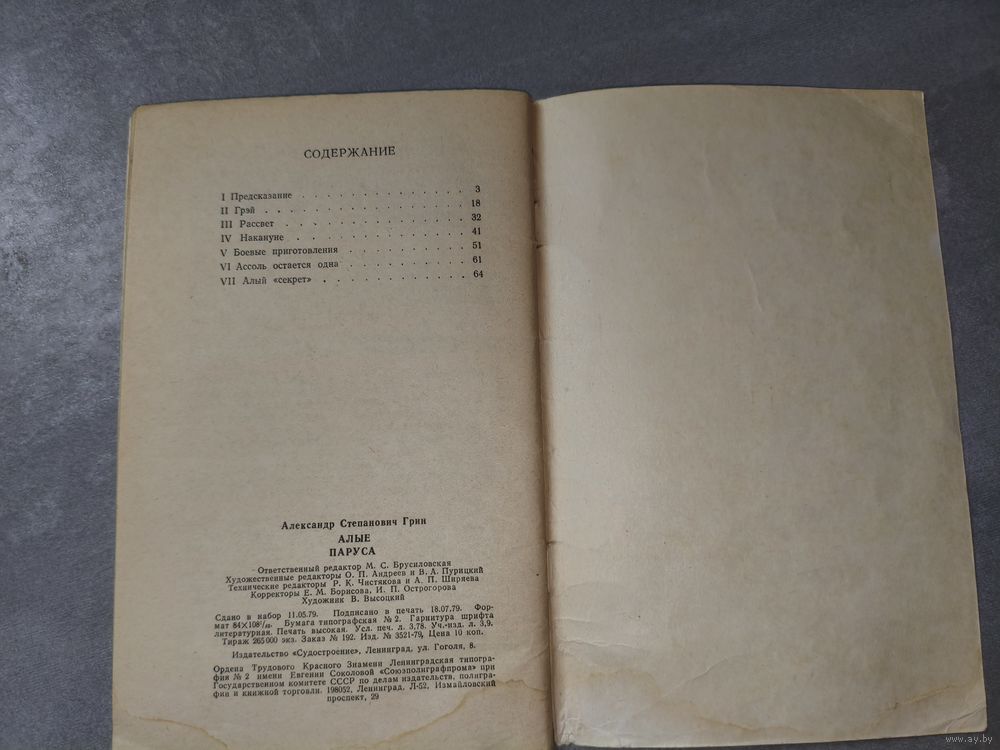 СОДЕРЖАНИЕ
I Предсказание . . . . . . . . . . . . 3
II Грэй . . . . . . . . . . . . . . 18
III Рассвет . . . . . . . . . . . . . 32
IV Накануне . . . . . . . . . . . . 41
V Боевые приготовления . . . . . . . . . 51
VI Ассоль остается одна . . . . . . . . . 61
VII Алый «секрет» . . . . . . . . . . . 64
Александр Степанович Грин
АЛЫЕ
ПАРУСА
Ответственный редактор М. С. Брусиловская
Художественные редакторы О. П. Андреев и В. А. Пурицкий
Технические редакторы Р. К. Чистякова и А. П. Ширяева
Корректоры Е. М. Борисова, И. П. Острогорова
Художник В. Высоцкий
Сдано в набор 11.05.79. Подписано в печать 18.07.79. Фор-
мат 84×108¹/₃₂. Бумага типографская № 2. Гарнитура шрифта
литературная. Печать высокая. Усл. печ. л. 3,78. Уч.-изд. л. 3,9.
Тираж 265 000 экз. Заказ № 192. Изд. № 3521-79. Цена 10 коп.
Издательство «Судостроение», Ленинград, ул. Гоголя, 8.
Ордена Трудового Красного Знамени Ленинградская типогра-
фия № 2 имени Евгении Соколовой «Союзполиграфпрома» при
Государственном комитете СССР по делам издательств, полигра-
фии и книжной торговли. 198052, Ленинград, Л-52, Измайловский
проспект, 29
www.ay.by